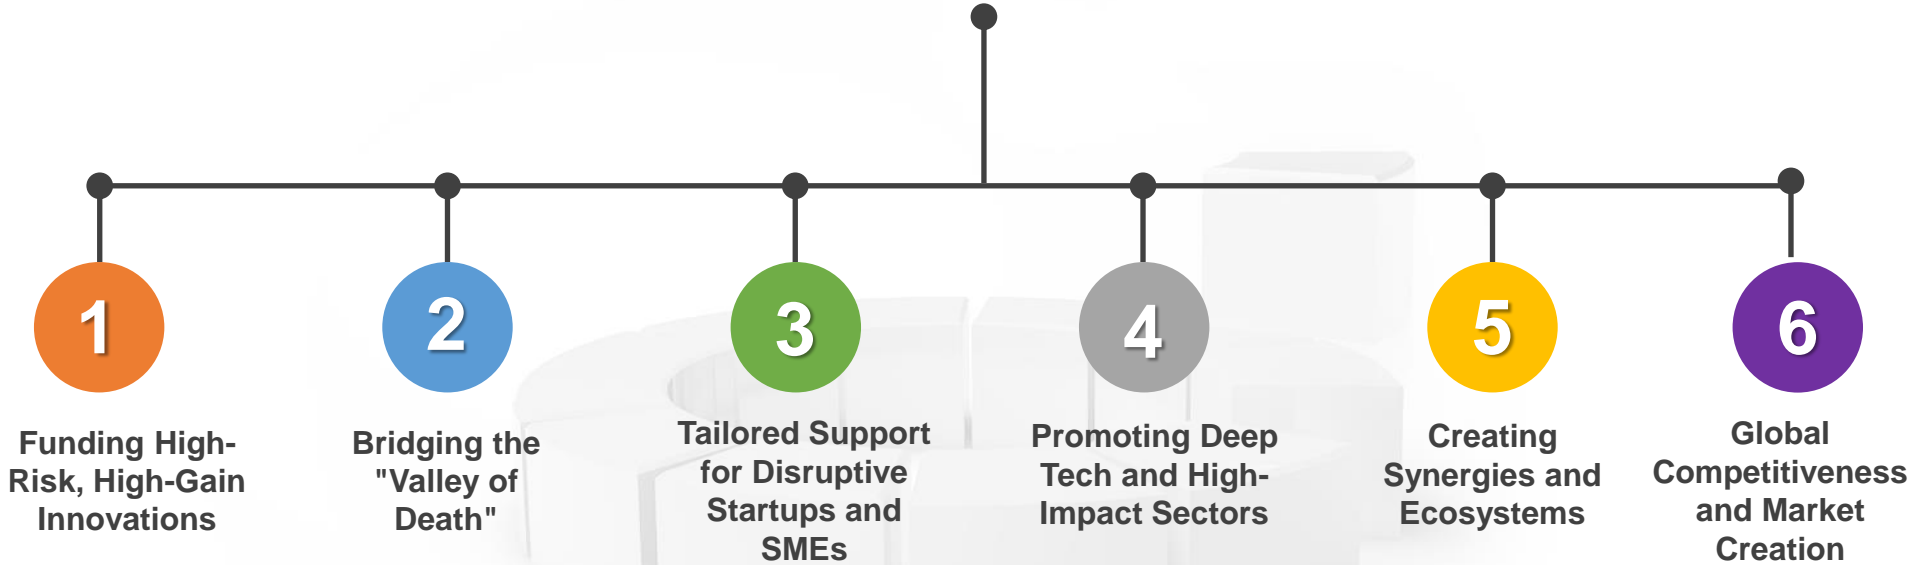 1
Funding High-
Risk, High-Gain
Innovations
2
Bridging the
"Valley of
Death"
3
Tailored Support
for Disruptive
Startups and
SMEs
4
Promoting Deep
Tech and High-
Impact Sectors
5
Creating
Synergies and
Ecosystems
6
Global
Competitiveness
and Market
Creation